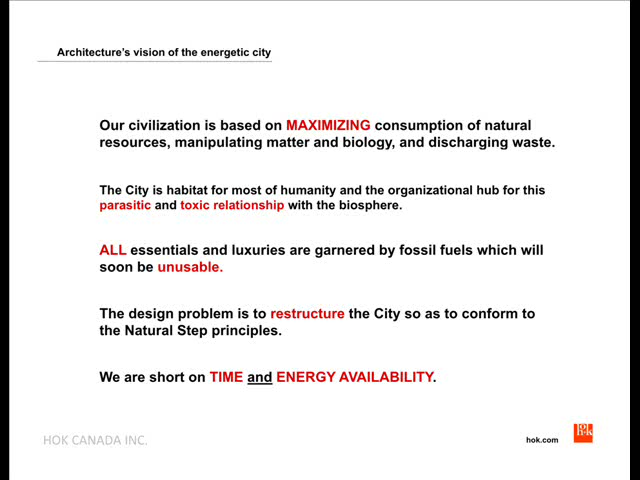 Architecture's vision of the energetic city
Our civilization is based on MAXIMIZING consumption of natural
resources, manipulating matter and biology, and discharging waste.
The City is habitat for most of humanity and the organizational hub for this
parasitic and toxic relationship with the biosphere.
ALL essentials and luxuries are garnered by fossil fuels which will
soon be unusable.
The design problem is to restructure the City so as to conform to
the Natural Step principles.
We are short on TIME and ENERGY AVAILABILITY.
HOK CANADA INC.
hok.com
hok